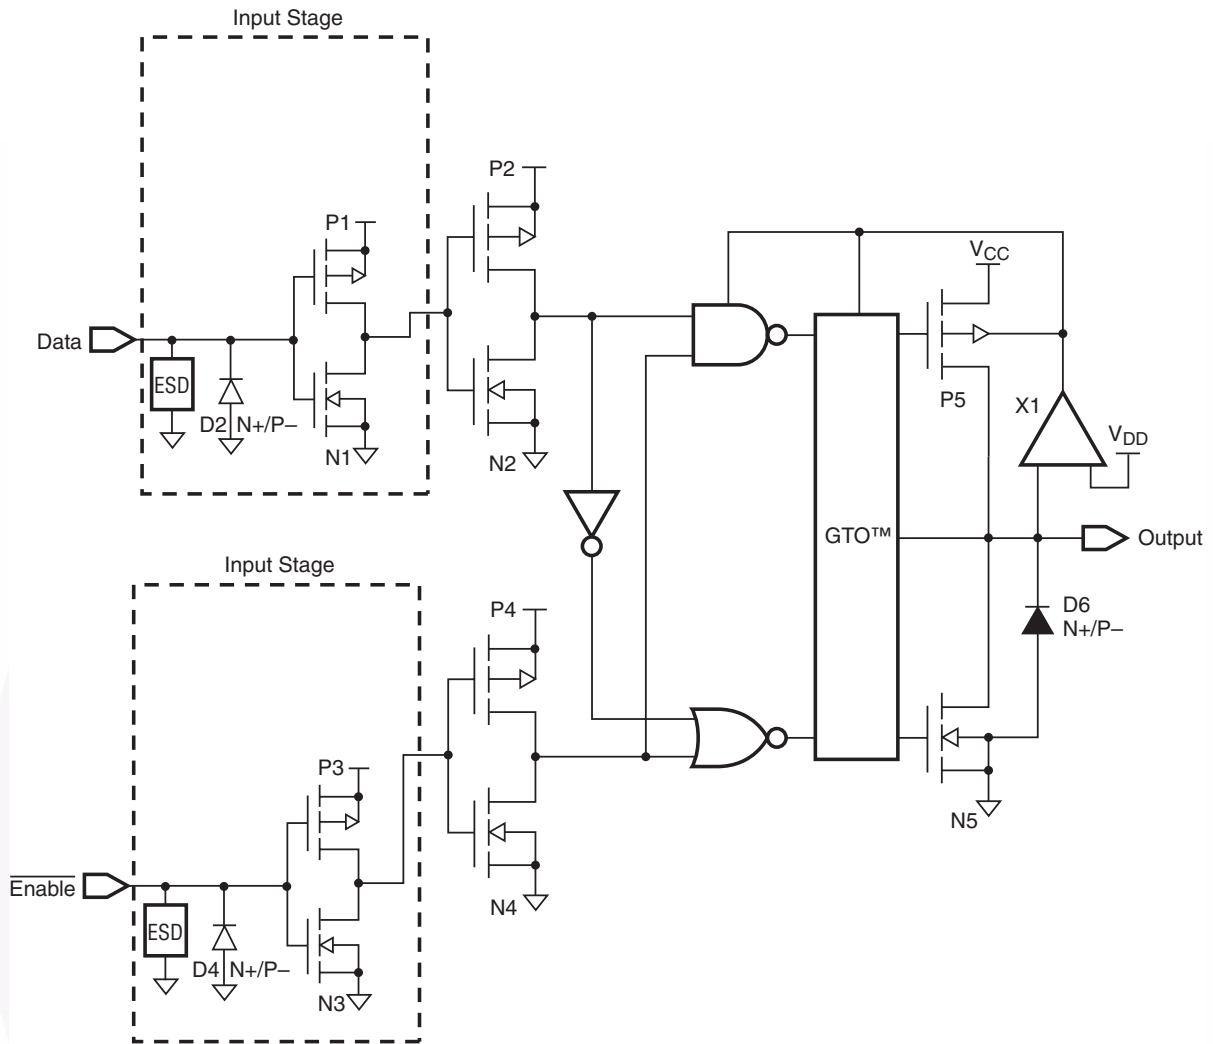 Input Stage
P2
P1
VCC
Data
ESD
D2 N+/P–
N1
N2
P5
X1
VDD
GTO™
Output
Input Stage
P4
D6
N+/P–
P3
Enable
ESD
D4 N+/P–
N3
N4
N5